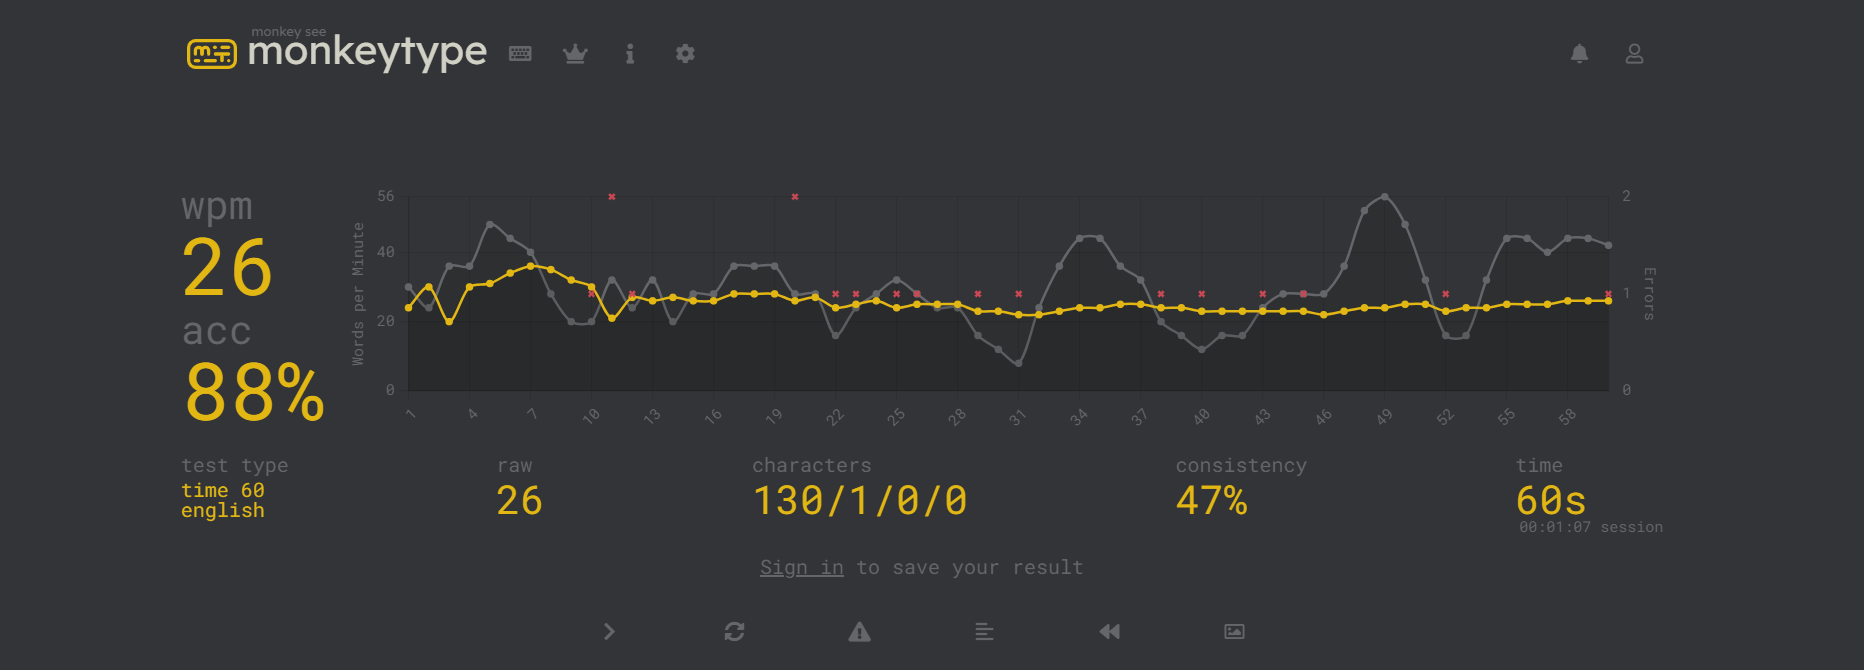 monkey see
monkeytype
wpm
26
acc
88%
Words per Minute
56
40
20
0
2
1
0
Errors
1 4 7 10 13 16 19 22 25 28 31 34 37 40 43 46 49 52 55 58
test type
time 60
english
raw
26
characters
130/1/0/0
consistency
47%
time
60s
00:01:07 session
Sign in to save your result